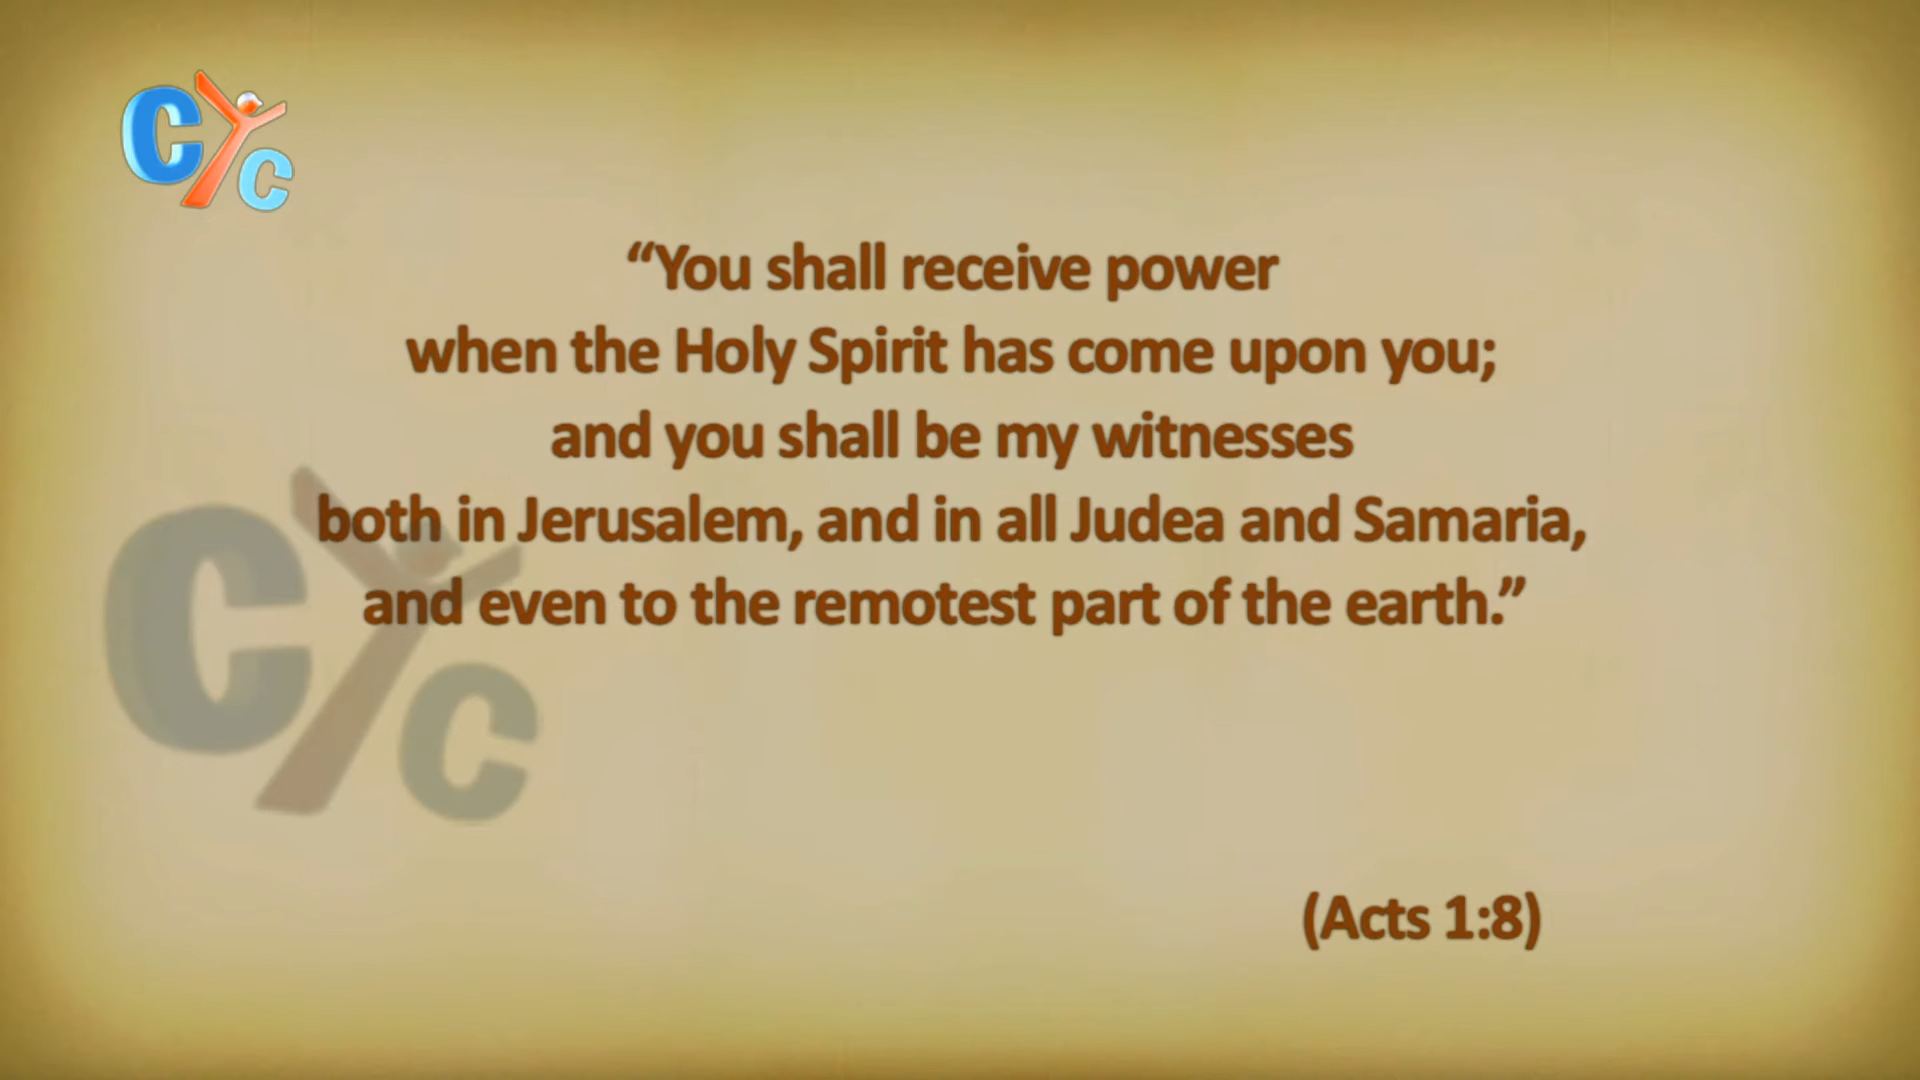 CYC
“You shall receive power
when the Holy Spirit has come upon you;
and you shall be my witnesses
both in Jerusalem, and in all Judea and Samaria,
and even to the remotest part of the earth.”
CYC
(Acts 1:8)